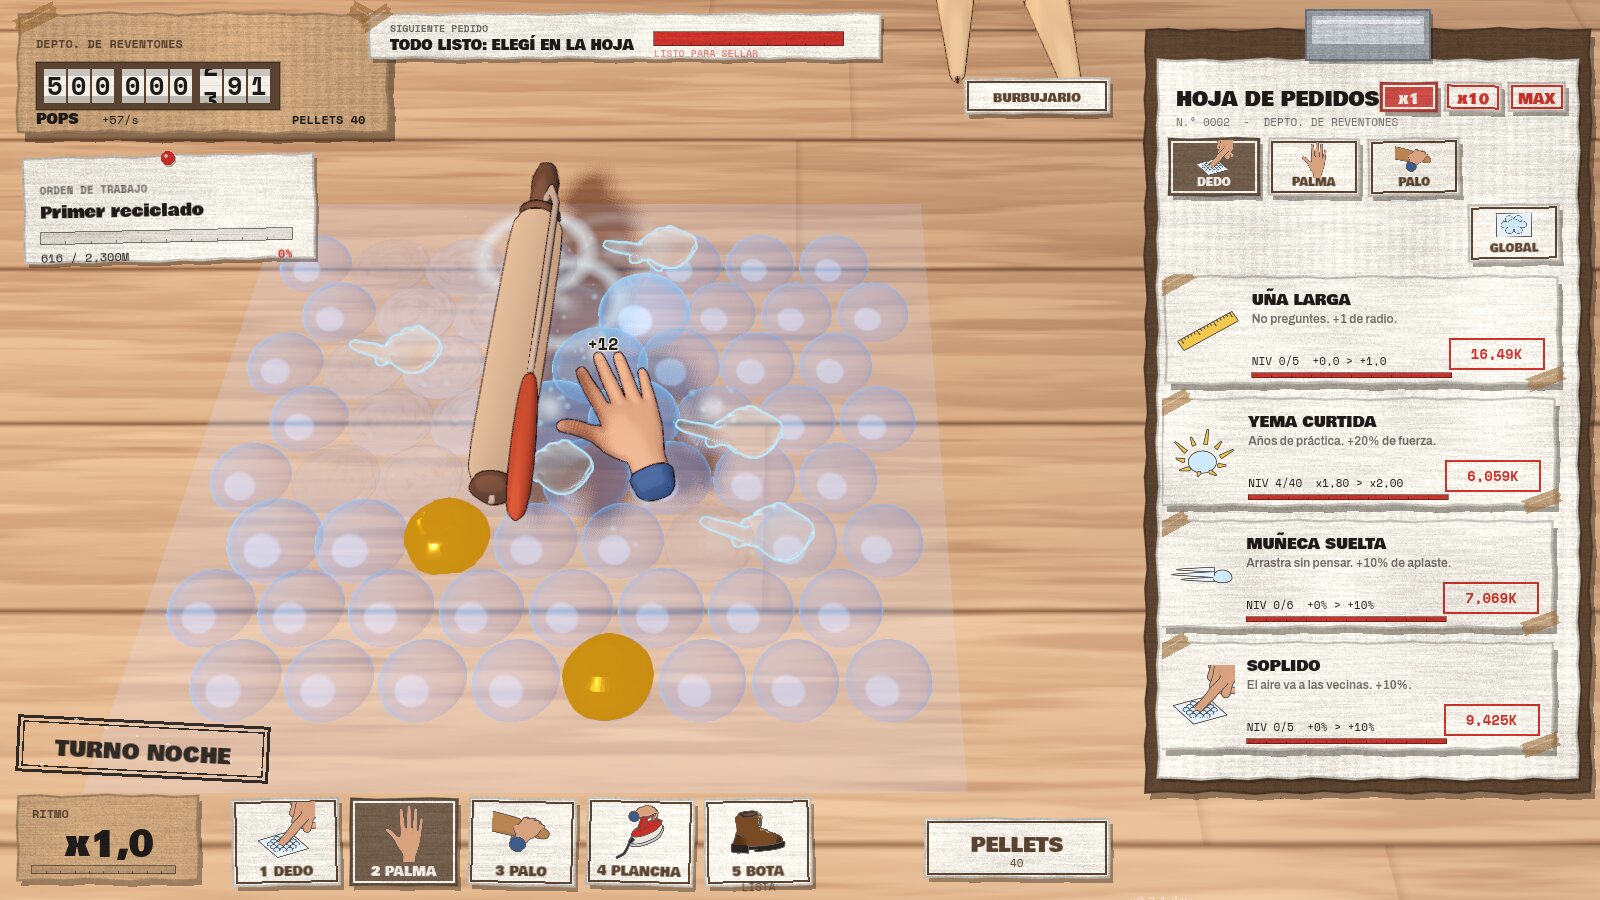 DEPTO. DE REVENTONES
500 000 91
POPS +57/s PELLETS 40
SIGUIENTE PEDIDO
TODO LISTO: ELEGÍ EN LA HOJA
LISTO PARA SELLAR
BURBUJARIO
ORDEN DE TRABAJO
Primer reciclado
616 / 2,300M 0%
+12
HOJA DE PEDIDOS x1 x10 MAX
N.° 0002 - DEPTO. DE REVENTONES
DEDO PALMA PALO
GLOBAL
UÑA LARGA
No preguntes. +1 de radio.
NIV 0/5 +0,0 > +1,0 16,49K
YEMA CURTIDA
Años de práctica. +20% de fuerza.
NIV 4/40 x1,80 > x2,00 6,059K
MUÑECA SUELTA
Arrastra sin pensar. +10% de aplaste.
NIV 0/6 +0% > +10% 7,069K
SOPLIDO
El aire va a las vecinas. +10%.
NIV 0/5 +0% > +10% 9,425K
TURNO NOCHE
RITMO
x1,0
1 DEDO 2 PALMA 3 PALO 4 PLANCHA 5 BOTA
LISTA
PELLETS
40